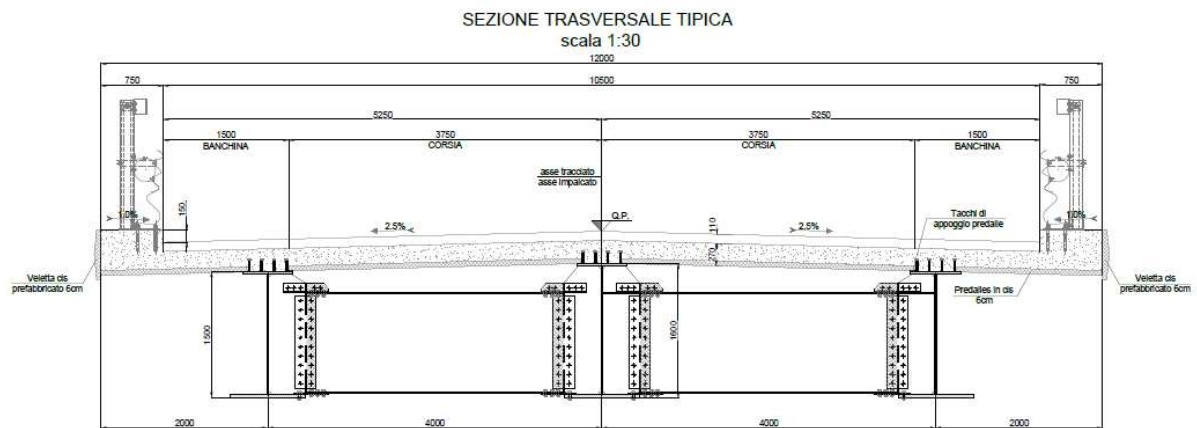 SEZIONE TRASVERSALE TIPICA
scala 1:30
12000
750
10500
750
5250
5250
1500
3750
3750
1500
BANCHINA
CORSIA
CORSIA
BANCHINA
asse tracciato
asse impalcato
1.0%
150
2.5%
Q.P.
110
2.5%
Tacchi di
appoggio predalle
1.0%
270
Veletta cls
prefabbricato 6cm
Predalles in cls
6cm
Veletta cls
prefabbricato 6cm
1500
1600
2000
4000
4000
2000